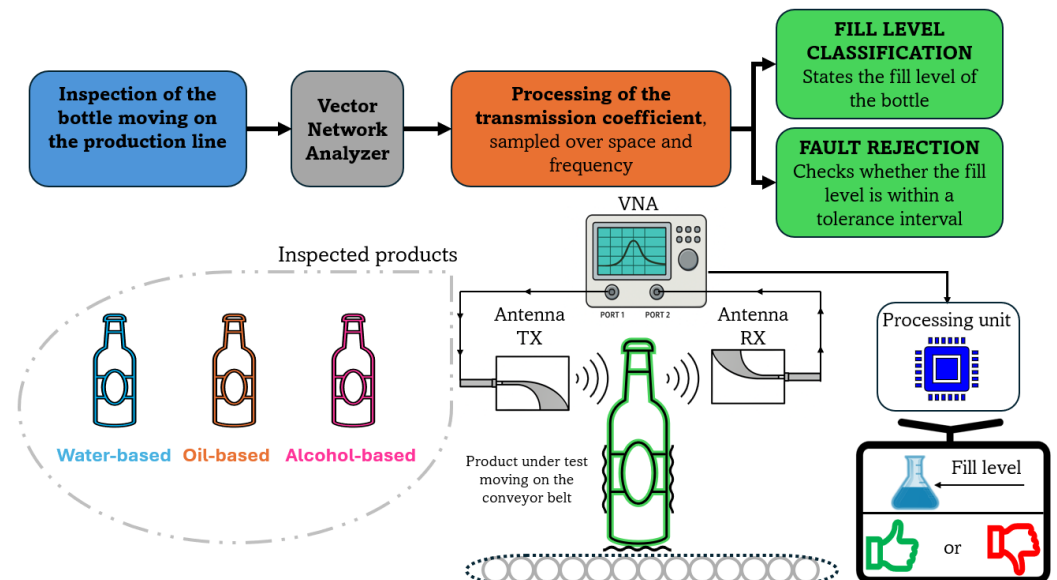 Inspection of the
bottle moving on
the production line
Vector
Network
Analyzer
Processing of the
transmission coefficient,
sampled over space and
frequency
FILL LEVEL
CLASSIFICATION
States the fill level of
the bottle
FAULT REJECTION
Checks whether the fill
level is within a
tolerance interval
VNA
Inspected products
PORT 1
PORT 2
Antenna
TX
Antenna
RX
Processing unit
Water-based
Oil-based
Alcohol-based
Product under test
moving on the
conveyor belt
Fill level
or